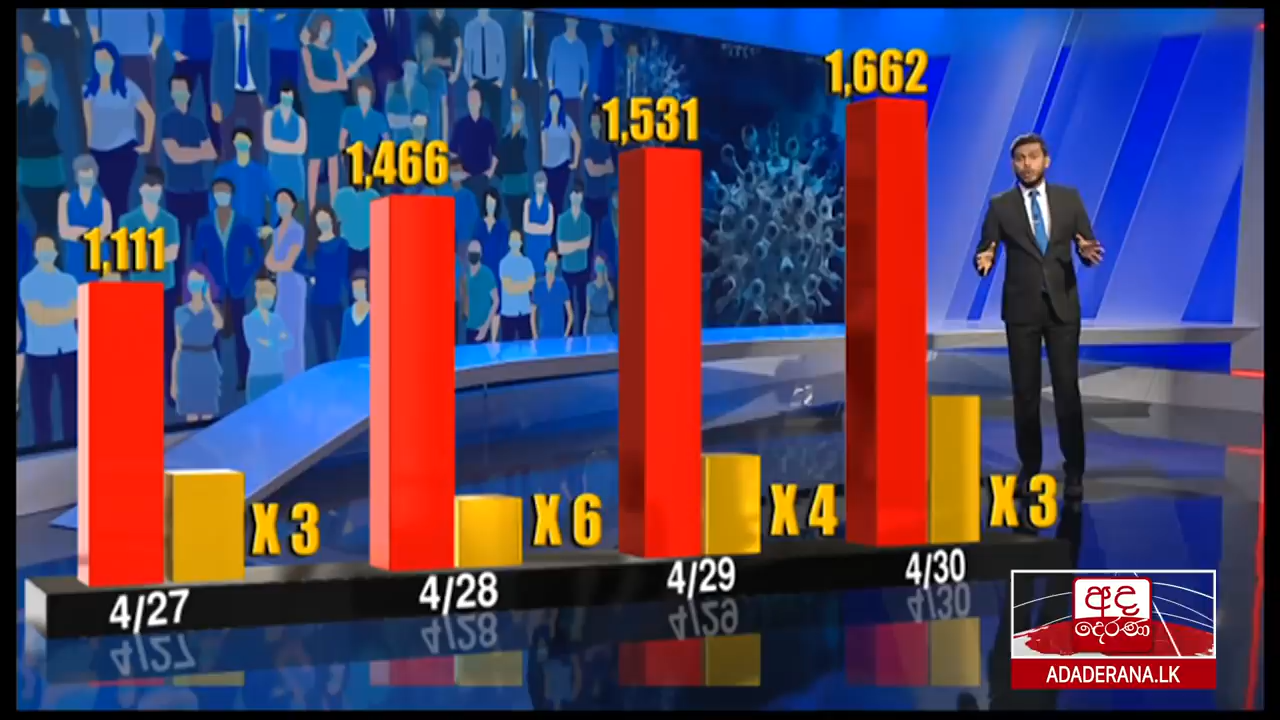 1,111
1,466
1,531
1,662
X 3
X 6
X 4
X 3
4/27
4/28
4/29
4/30
අද
දෙරණ
ADADERANA.LK